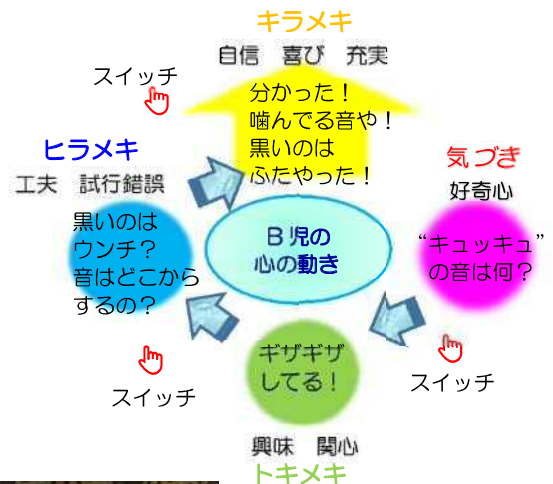 キラメキ
自信　喜び　充実
スイッチ
分かった！
噛んでる音や！
黒いのは
ふたやった！
ヒラメキ
工夫　試行錯誤
気づき
好奇心
黒いのは
ウンチ？
音はどこから
するの？
B児の
心の動き
“キュッキュ”
の音は何？
ギザギザ
してる！
スイッチ
スイッチ
興味　関心
トキメキ